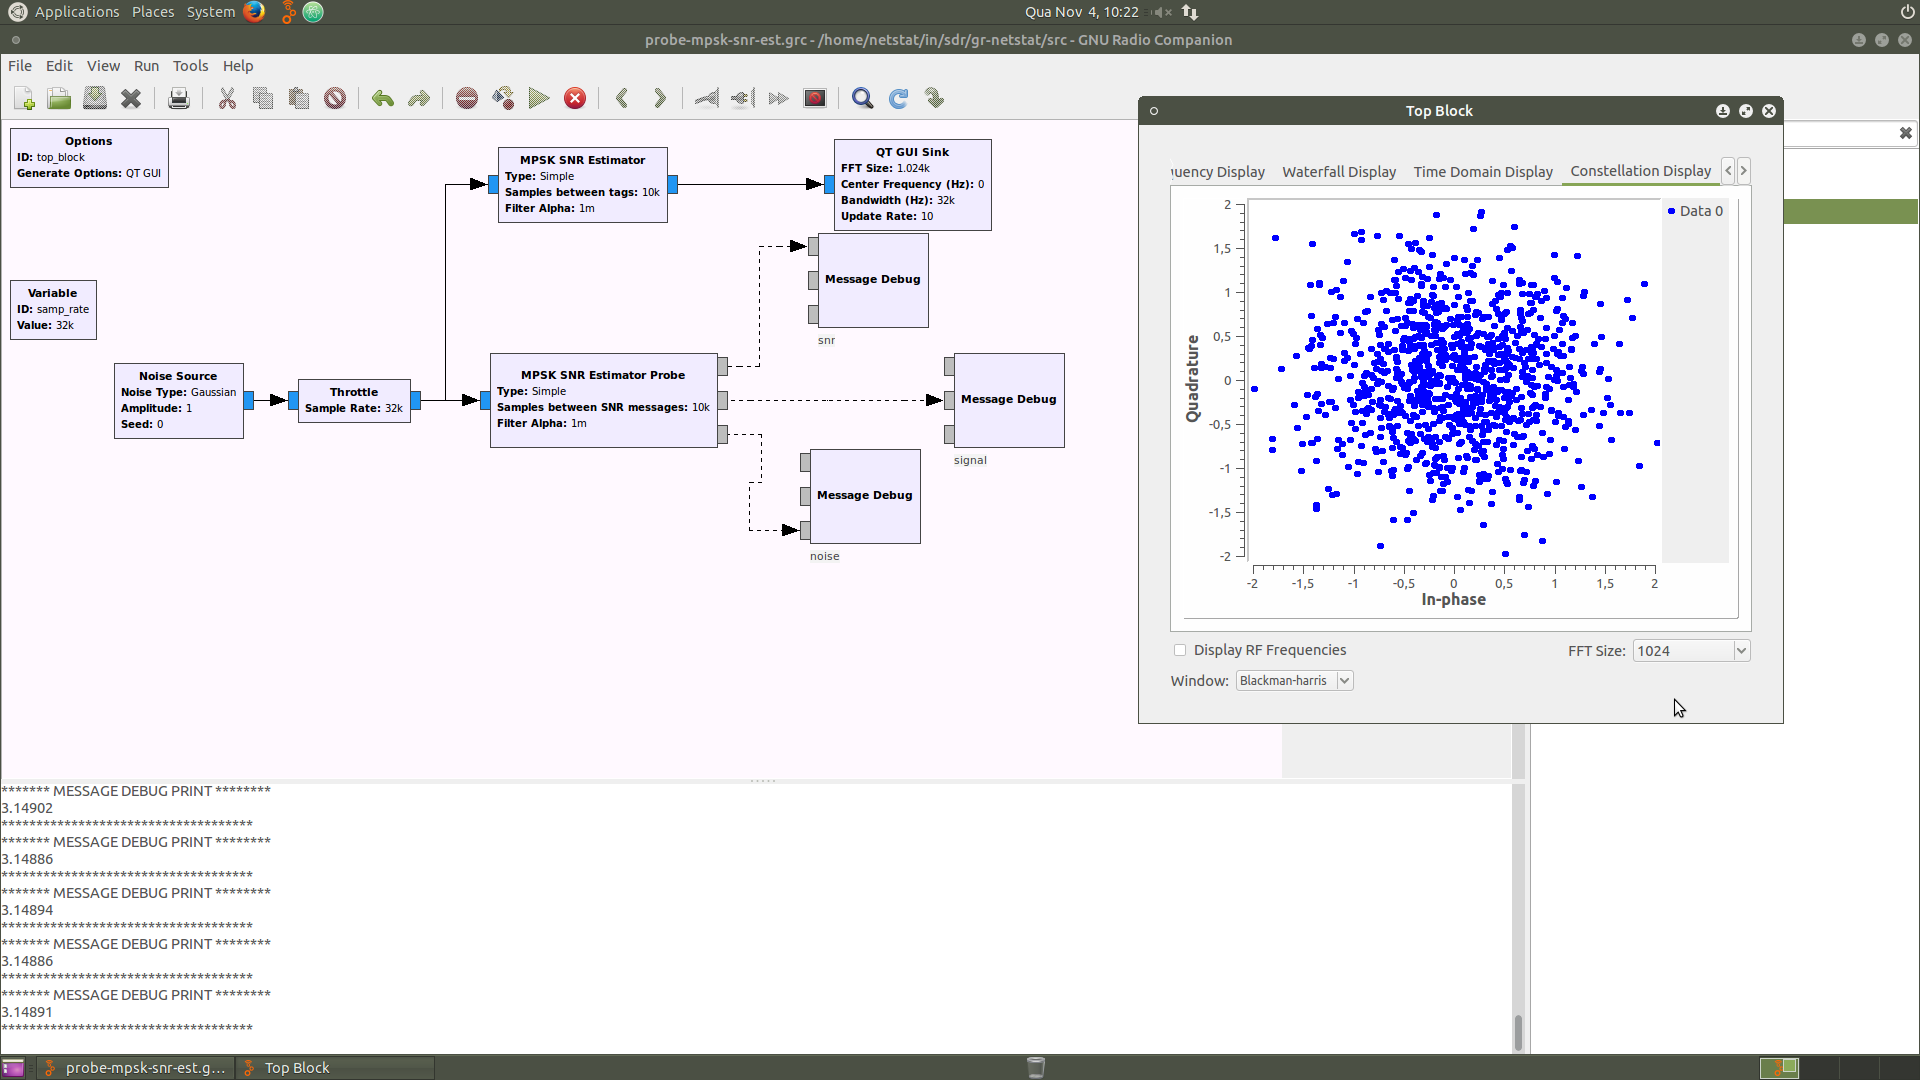 Applications Places System
Qua Nov 4, 10:22
probe-mpsk-snr-est.grc - /home/netstat/in/sdr/gr-netstat/src - GNU Radio Companion
File Edit View Run Tools Help
Options
ID: top_block
Generate Options: QT GUI
Variable
ID: samp_rate
Value: 32k
Noise Source
Noise Type: Gaussian
Amplitude: 1
Seed: 0
Throttle
Sample Rate: 32k
MPSK SNR Estimator
Type: Simple
Samples between tags: 10k
Filter Alpha: 1m
QT GUI Sink
FFT Size: 1.024k
Center Frequency (Hz): 0
Bandwidth (Hz): 32k
Update Rate: 10
Message Debug
snr
MPSK SNR Estimator Probe
Type: Simple
Samples between SNR messages: 10k
Filter Alpha: 1m
Message Debug
signal
Message Debug
noise
Top Block
uency Display Waterfall Display Time Domain Display Constellation Display
Data 0
2
1,5
1
0,5
0
-0,5
-1
-1,5
-2
Quadrature
-2 -1,5 -1 -0,5 0 0,5 1 1,5 2
In-phase
Display RF Frequencies
FFT Size: 1024
Window: Blackman-harris
******* MESSAGE DEBUG PRINT ********
3.14902
************************************
******* MESSAGE DEBUG PRINT ********
3.14886
************************************
******* MESSAGE DEBUG PRINT ********
3.14894
************************************
******* MESSAGE DEBUG PRINT ********
3.14886
************************************
******* MESSAGE DEBUG PRINT ********
3.14891
************************************
probe-mpsk-snr-est.g... Top Block